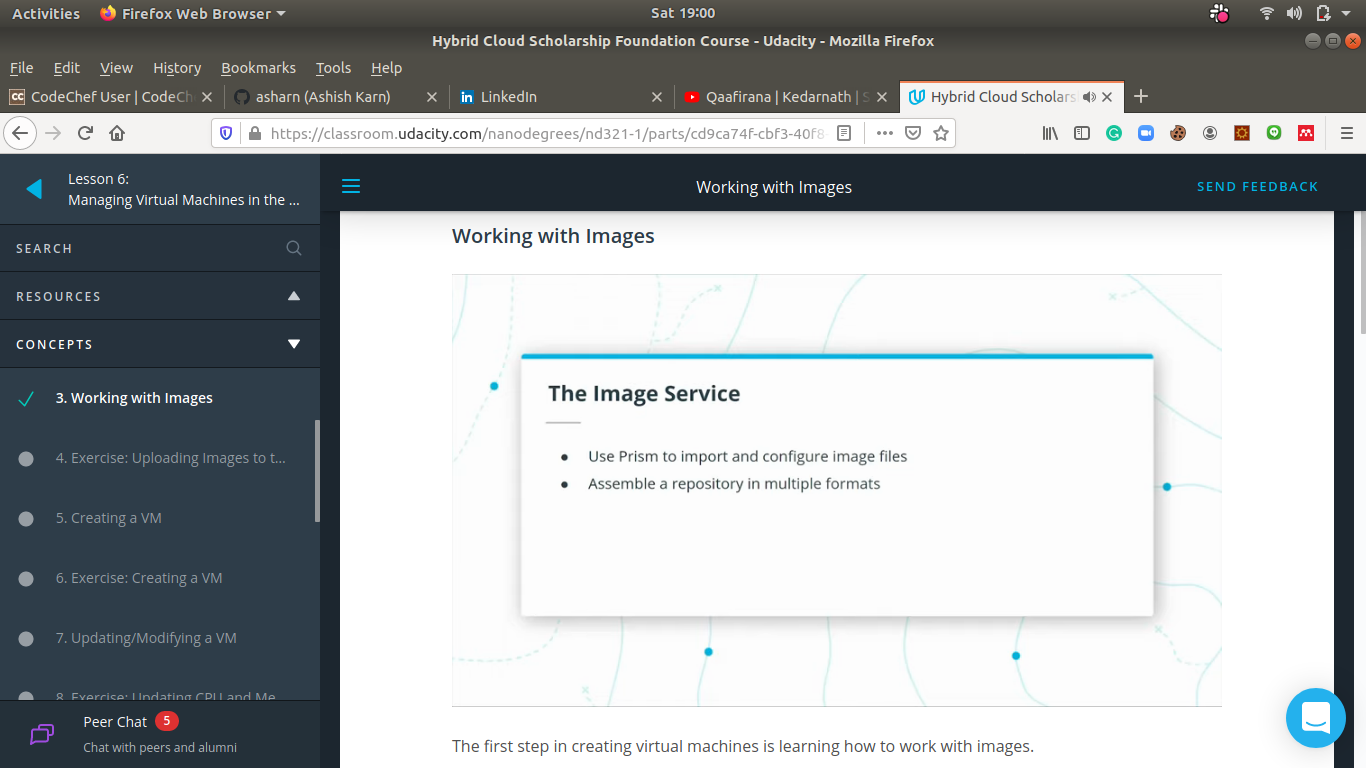 Activities Firefox Web Browser Sat 19:00
Hybrid Cloud Scholarship Foundation Course - Udacity - Mozilla Firefox
File Edit View History Bookmarks Tools Help
CodeChef User | CodeCh asharn (Ashish Karn) LinkedIn Qaafirana | Kedarnath | S Hybrid Cloud Scholars
https://classroom.udacity.com/nanodegrees/nd321-1/parts/cd9ca74f-cbf3-40f8
Lesson 6:
Managing Virtual Machines in the ...
Working with Images
SEND FEEDBACK
SEARCH
RESOURCES
CONCEPTS
3. Working with Images
4. Exercise: Uploading Images to t...
5. Creating a VM
6. Exercise: Creating a VM
7. Updating/Modifying a VM
8. Exercise: Updating CPU and Me...
Peer Chat 5
Chat with peers and alumni
Working with Images
The Image Service
Use Prism to import and configure image files
Assemble a repository in multiple formats
The first step in creating virtual machines is learning how to work with images.